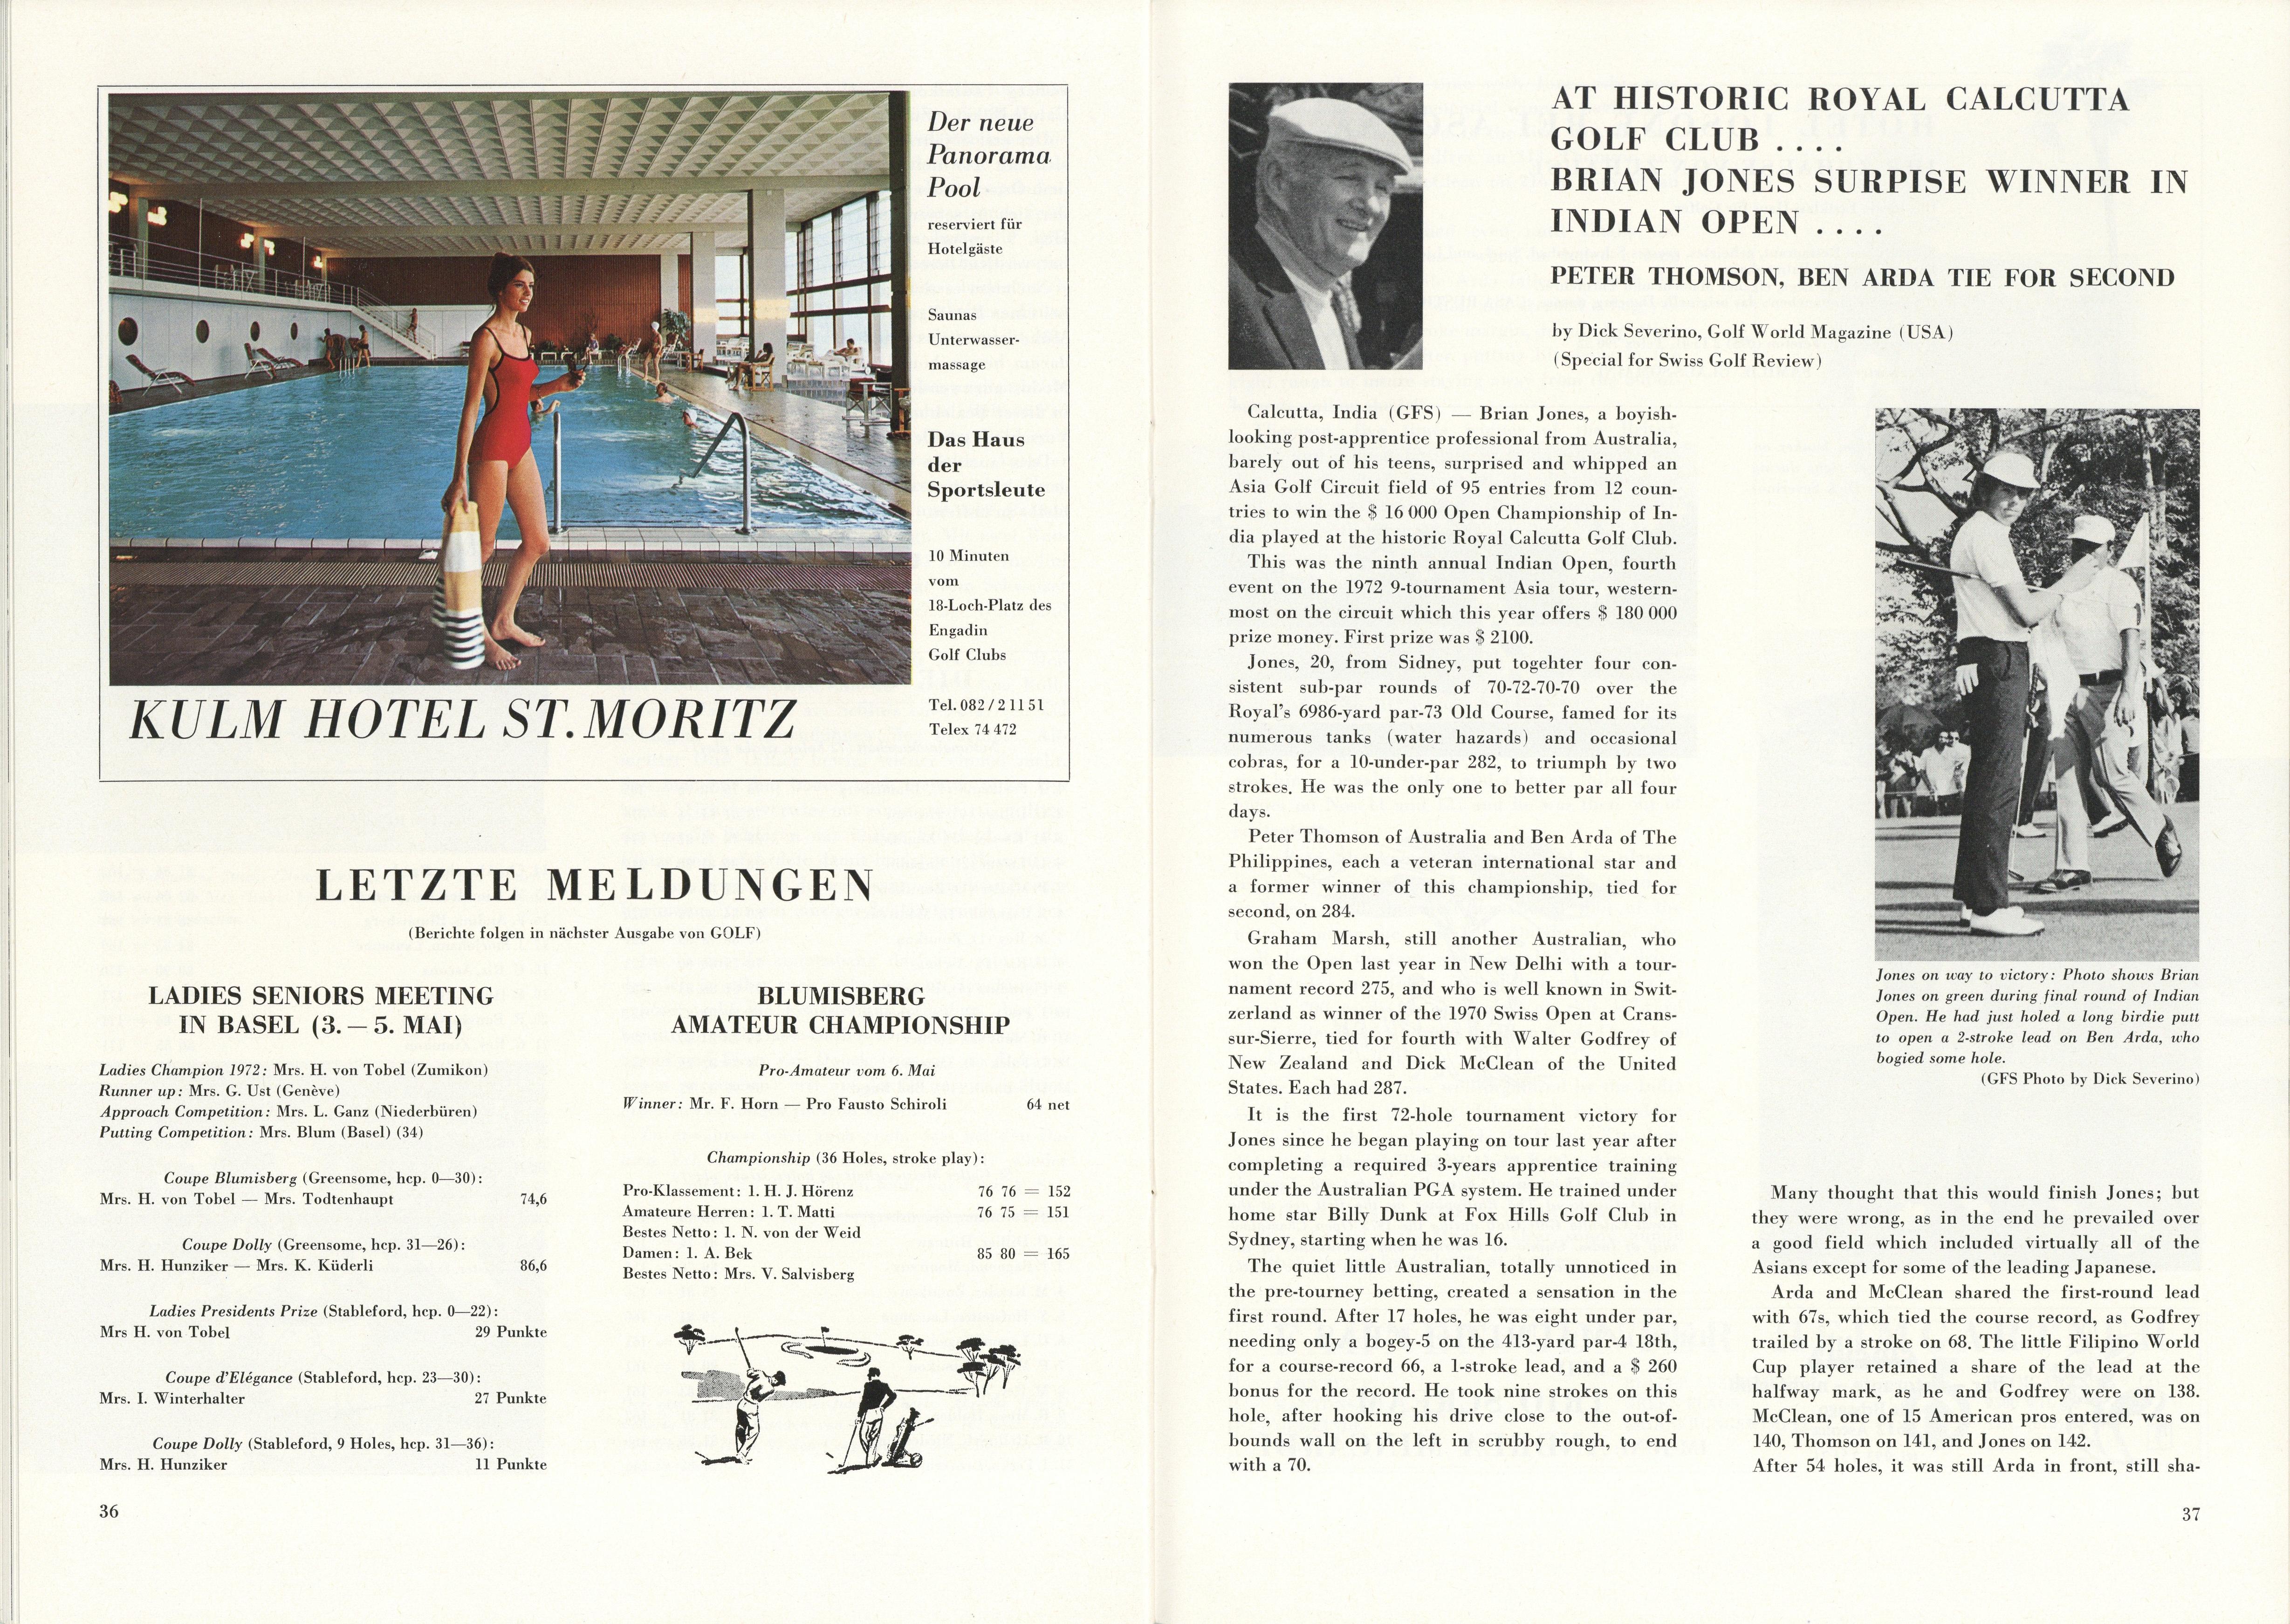 Der neue
Panorama
Pool
reserviert für
Hotelgäste
Saunas
Unterwasser-
massage
Das Haus
der
Sportsleute
10 Minuten
vom
18-Loch-Platz des
Engadin
Golf Clubs
Tel. 082/2 11 51
Telex 74 472
KULM HOTEL ST. MORITZ
LETZTE MELDUNGEN
(Berichte folgen in nächster Ausgabe von GOLF)
LADIES SENIORS MEETING
IN BASEL (3. — 5. MAI)
Ladies Champion 1972: Mrs. H. von Tobel (Zumikon)
Runner up: Mrs. G. Ust (Genève)
Approach Competition: Mrs. L. Ganz (Niederbüren)
Putting Competition: Mrs. Blum (Basel) (34)
Coupe Blumisberg (Greensome, hcp. 0—30):
Mrs. H. von Tobel — Mrs. Todtenhaupt 74,6
Coupe Dolly (Greensome, hcp. 31—26):
Mrs. H. Hunziker — Mrs. K. Küderli 86,6
Ladies Presidents Prize (Stableford, hcp. 0—22):
Mrs H. von Tobel 29 Punkte
Coupe d'Elégance (Stableford, hcp. 23—30):
Mrs. I. Winterhalter 27 Punkte
Coupe Dolly (Stableford, 9 Holes, hcp. 31—36):
Mrs. H. Hunziker 11 Punkte
BLUMISBERG
AMATEUR CHAMPIONSHIP
Pro-Amateur vom 6. Mai
Winner: Mr. F. Horn — Pro Fausto Schiroli 64 net
Championship (36 Holes, stroke play):
Pro-Klassement: 1. H. J. Hörenz 76 76 = 152
Amateure Herren: 1. T. Matti 76 75 = 151
Bestes Netto: 1. N. von der Weid
Damen: 1. A. Bek 85 80 = 165
Bestes Netto: Mrs. V. Salvisberg
36
AT HISTORIC ROYAL CALCUTTA
GOLF CLUB . . . .
BRIAN JONES SURPISE WINNER IN
INDIAN OPEN . . . .
PETER THOMSON, BEN ARDA TIE FOR SECOND
by Dick Severino, Golf World Magazine (USA)
(Special for Swiss Golf Review)
Calcutta, India (GFS) — Brian Jones, a boyish-
looking post-apprentice professional from Australia,
barely out of his teens, surprised and whipped an
Asia Golf Circuit field of 95 entries from 12 coun-
tries to win the $ 16 000 Open Championship of In-
dia played at the historic Royal Calcutta Golf Club.
This was the ninth annual Indian Open, fourth
event on the 1972 9-tournament Asia tour, western-
most on the circuit which this year offers $ 180 000
prize money. First prize was $ 2100.
Jones, 20, from Sidney, put togehter four con-
sistent sub-par rounds of 70-72-70-70 over the
Royal's 6986-yard par-73 Old Course, famed for its
numerous tanks (water hazards) and occasional
cobras, for a 10-under-par 282, to triumph by two
strokes. He was the only one to better par all four
days.
Peter Thomson of Australia and Ben Arda of The
Philippines, each a veteran international star and
a former winner of this championship, tied for
second, on 284.
Graham Marsh, still another Australian, who
won the Open last year in New Delhi with a tour-
nament record 275, and who is well known in Swit-
zerland as winner of the 1970 Swiss Open at Crans-
sur-Sierre, tied for fourth with Walter Godfrey of
New Zealand and Dick McClean of the United
States. Each had 287.
It is the first 72-hole tournament victory for
Jones since he began playing on tour last year after
completing a required 3-years apprentice training
under the Australian PGA system. He trained under
home star Billy Dunk at Fox Hills Golf Club in
Sydney, starting when he was 16.
The quiet little Australian, totally unnoticed in
the pre-tourney betting, created a sensation in the
first round. After 17 holes, he was eight under par,
needing only a bogey-5 on the 413-yard par-4 18th,
for a course-record 66, a 1-stroke lead, and a $ 260
bonus for the record. He took nine strokes on this
hole, after hooking his drive close to the out-of-
bounds wall on the left in scrubby rough, to end
with a 70.
Jones on way to victory: Photo shows Brian
Jones on green during final round of Indian
Open. He had just holed a long birdie putt
to open a 2-stroke lead on Ben Arda, who
bogied some hole.
(GFS Photo by Dick Severino)
Many thought that this would finish Jones; but
they were wrong, as in the end he prevailed over
a good field which included virtually all of the
Asians except for some of the leading Japanese.
Arda and McClean shared the first-round lead
with 67s, which tied the course record, as Godfrey
trailed by a stroke on 68. The little Filipino World
Cup player retained a share of the lead at the
halfway mark, as he and Godfrey were on 138.
McClean, one of 15 American pros entered, was on
140, Thomson on 141, and Jones on 142.
After 54 holes, it was still Arda in front, still sha-
37